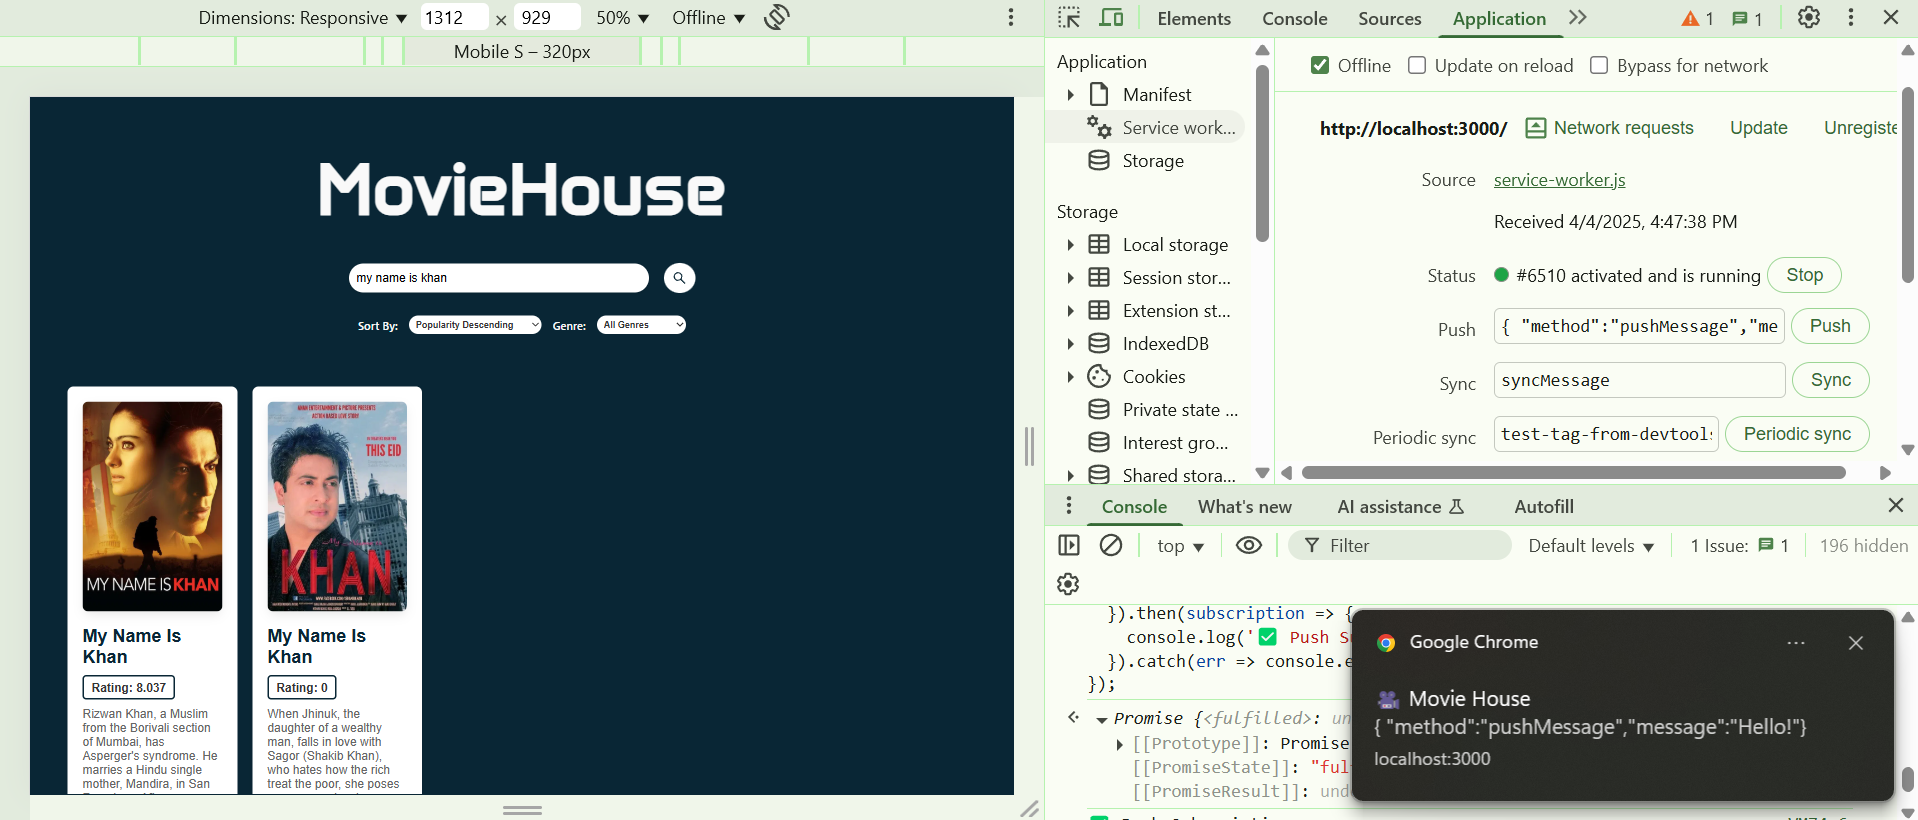 Dimensions: Responsive ▼ 1312 × 929 50% ▼ Offline ▼
Mobile S – 320px
MovieHouse
my name is khan
Sort By: Popularity Descending Genre: All Genres
THIS EID
MY NAME IS KHAN
KHAN
My Name Is
Khan
Rating: 8.037
Rizwan Khan, a Muslim
from the Borivali section
of Mumbai, has
Asperger's syndrome. He
marries a Hindu single
mother, Mandira, in San
My Name Is
Khan
Rating: 0
When Jhinuk, the
daughter of a wealthy
man, falls in love with
Sagor (Shakib Khan),
who hates how the rich
treat the poor, she poses
Elements Console Sources Application 1 1
Application
Manifest
Service work...
Storage
Storage
Local storage
Session stor...
Extension st...
IndexedDB
Cookies
Private state ...
Interest gro...
Shared stora...
Offline Update on reload Bypass for network
http://localhost:3000/ Network requests Update Unregiste
Source service-worker.js
Received 4/4/2025, 4:47:38 PM
Status #6510 activated and is running Stop
Push { "method":"pushMessage","me Push
Sync syncMessage Sync
Periodic sync test-tag-from-devtools Periodic sync
Console What's new AI assistance Autofill
top ▼ Filter Default levels ▼ 1 Issue: 1 196 hidden
}).then(subscription => {
console.log('✅ Push S
}).catch(err => console.e
});
Promise {<fulfilled>: un
[[Prototype]]: Promise
[[PromiseState]]: "ful
[[PromiseResult]]: und
Google Chrome
🎥 Movie House
{ "method":"pushMessage","message":"Hello!"}
localhost:3000